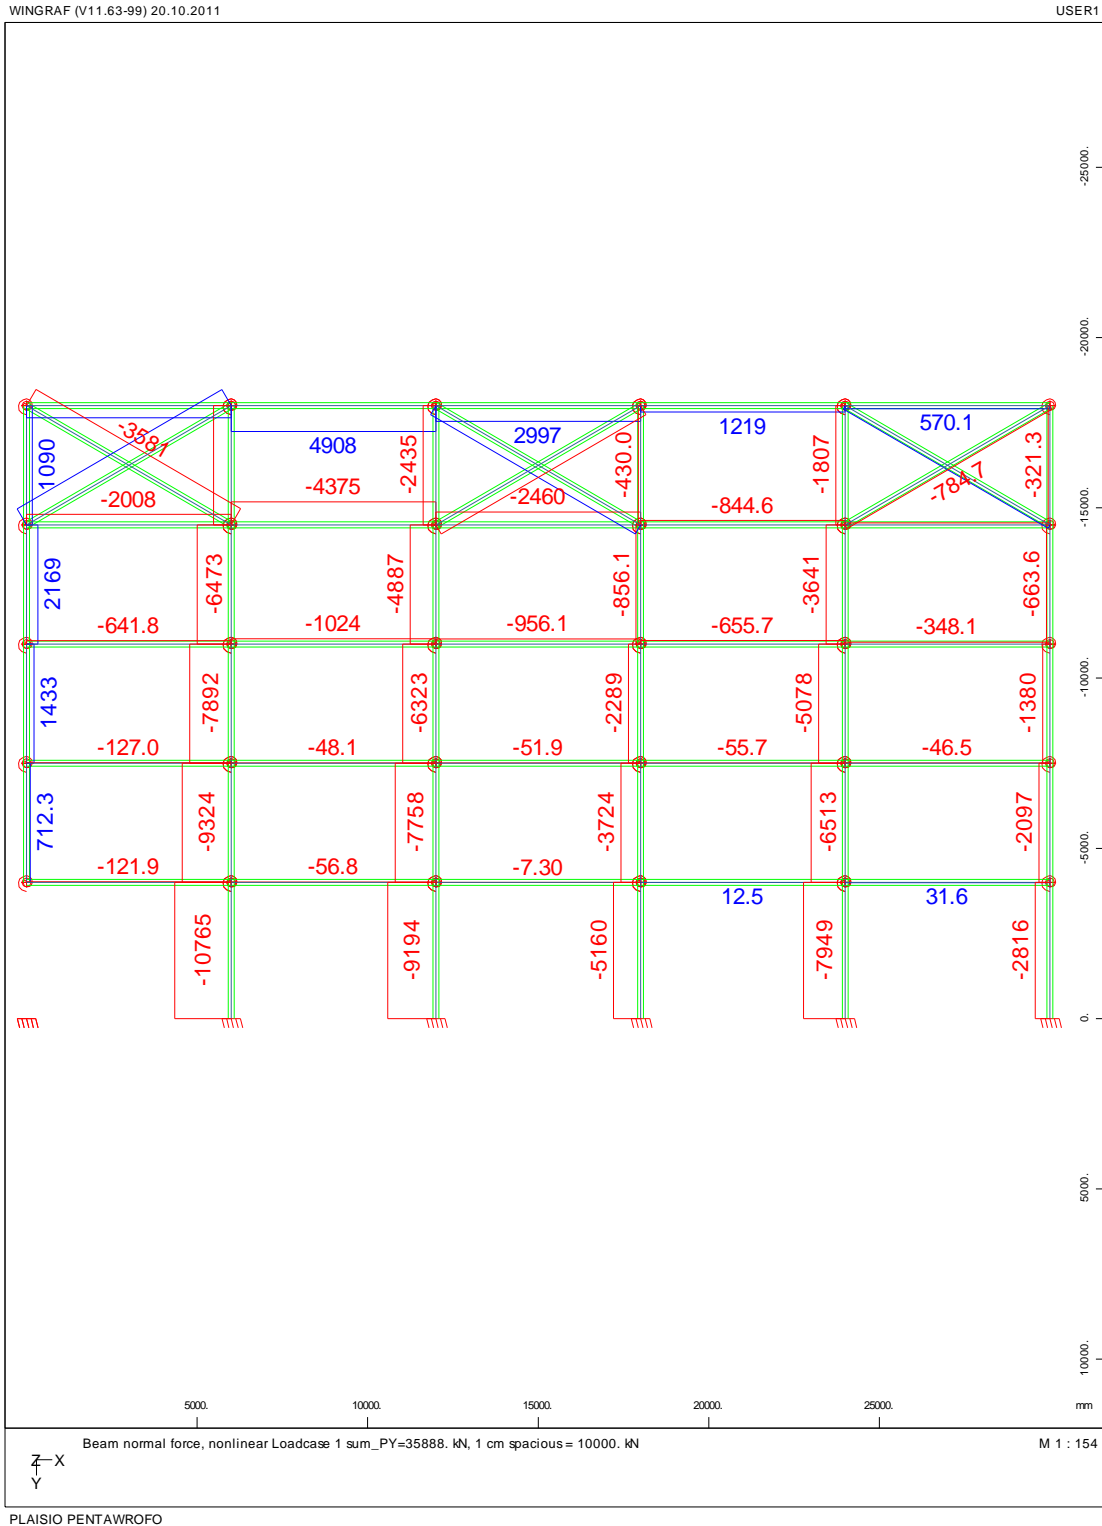 WINGRAF (V11.63-99) 20.10.2011 USER1
-25000.
-20000.
-3581 1090 4908 -2435 2997 -430.0 1219 -1807 570.1 -321.3
-2008 -4375 -2460 -844.6 -784.7
-15000.
2169 -6473 -4887 -856.1 -3641 -663.6
-641.8 -1024 -956.1 -655.7 -348.1
-10000.
1433 -7892 -6323 -2289 -5078 -1380
-127.0 -48.1 -51.9 -55.7 -46.5
712.3 -9324 -7758 -3724 -6513 -2097
-5000.
-121.9 -56.8 -7.30 12.5 31.6
-10765 -9194 -5160 -7949 -2816
0.
5000.
10000.
5000. 10000. 15000. 20000. 25000. mm
Beam normal force, nonlinear Loadcase 1 sum_PY=35888. kN, 1 cm spacious = 10000. kN M 1 : 154
Z X
Y
PLAISIO PENTAWROFO